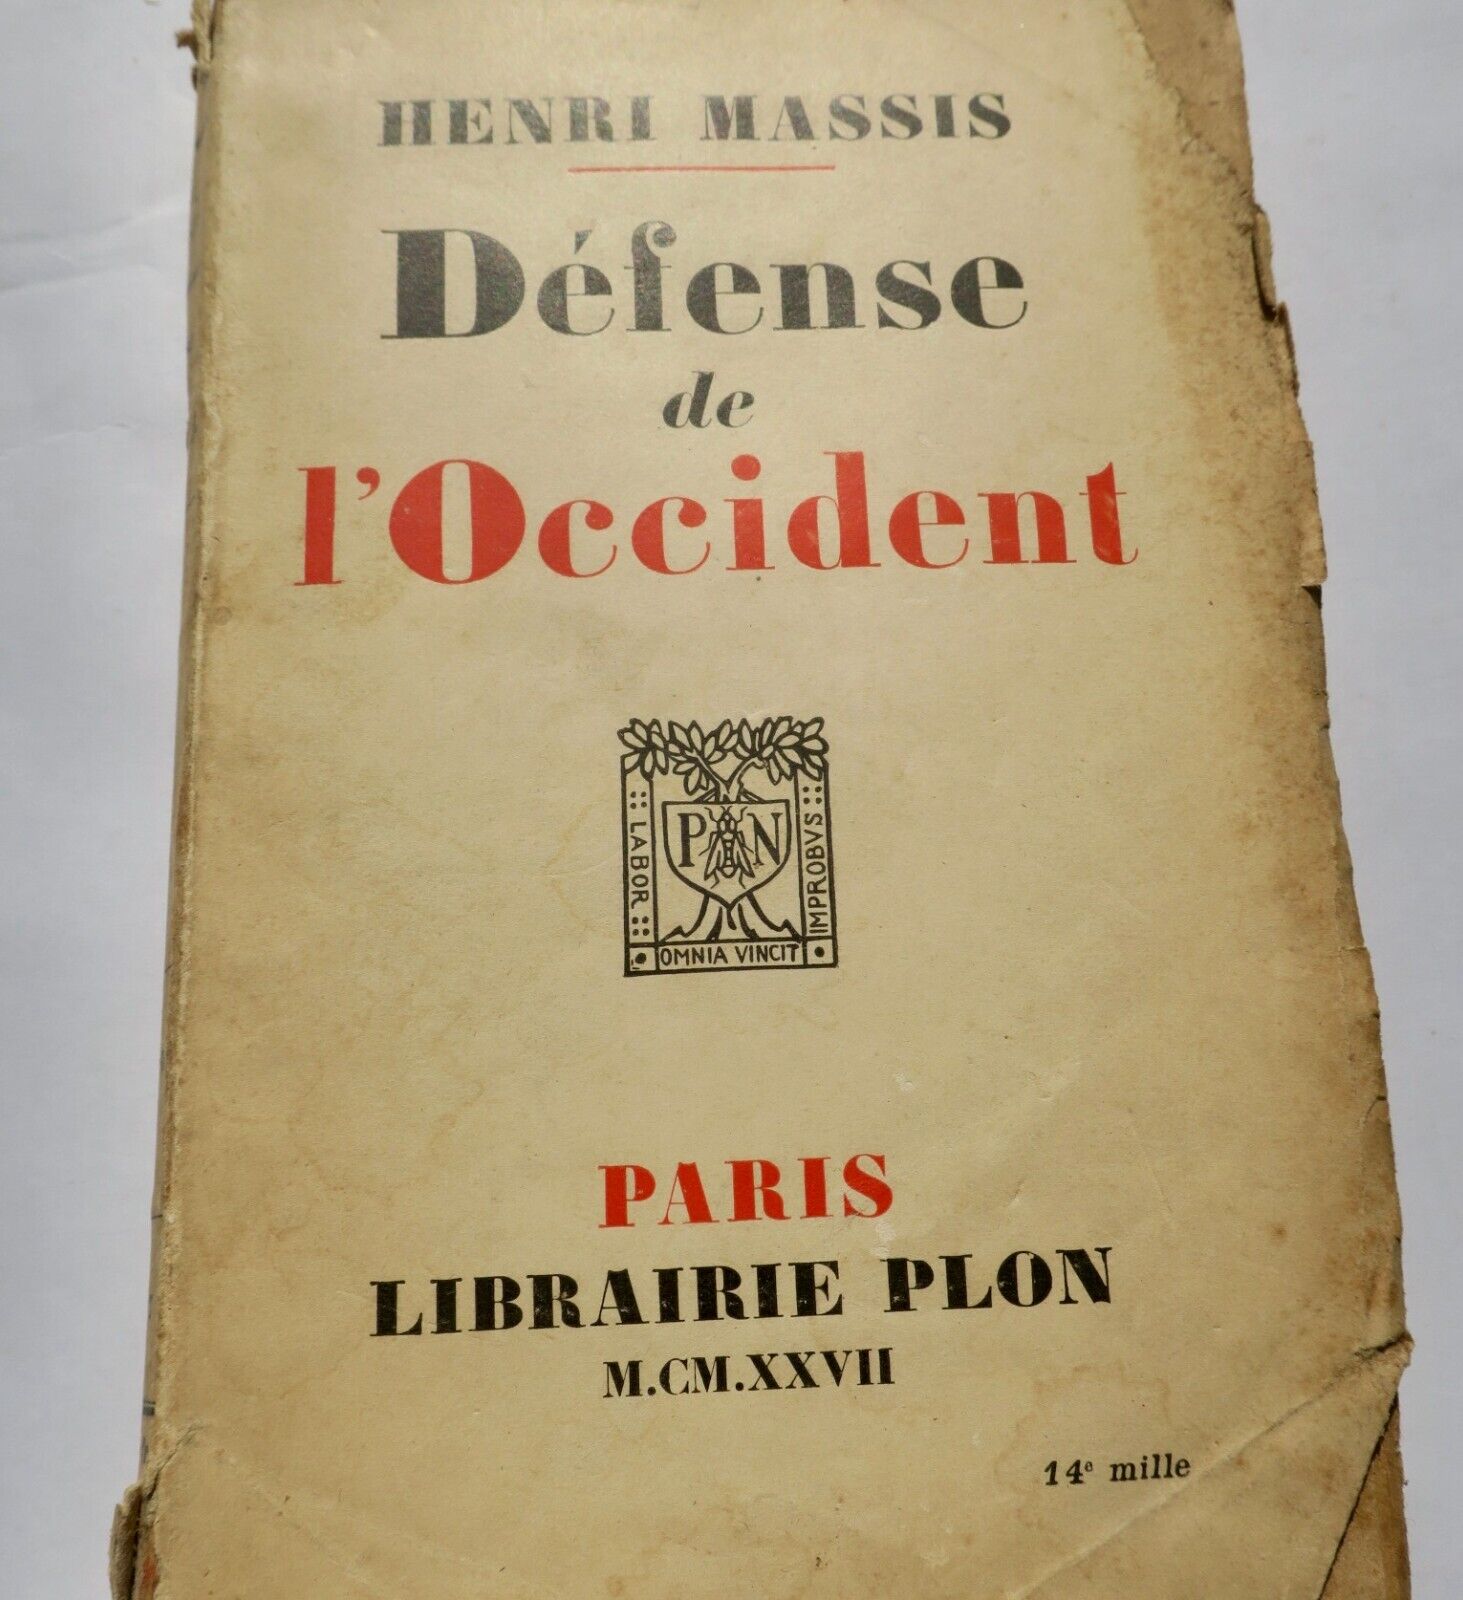 HENRI MASSIS
Défense
de
l'Occident
P N
LABOR
IMPROBVS
OMNIA VINCIT
PARIS
LIBRAIRIE PLON
M.CM.XXVII
14e mille